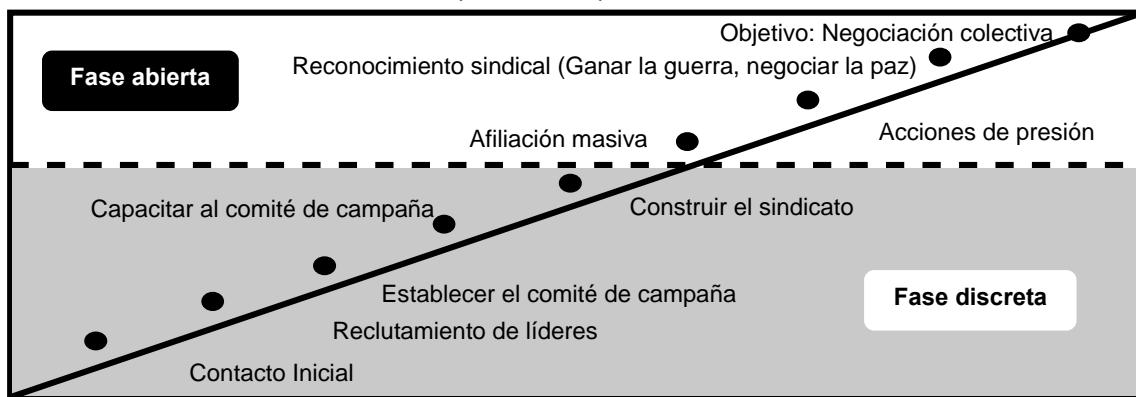 Objetivo: Negociación colectiva
Fase abierta
Reconocimiento sindical (Ganar la guerra, negociar la paz)
Afiliación masiva
Acciones de presión
Capacitar al comité de campaña
Construir el sindicato
Establecer el comité de campaña
Fase discreta
Reclutamiento de líderes
Contacto Inicial